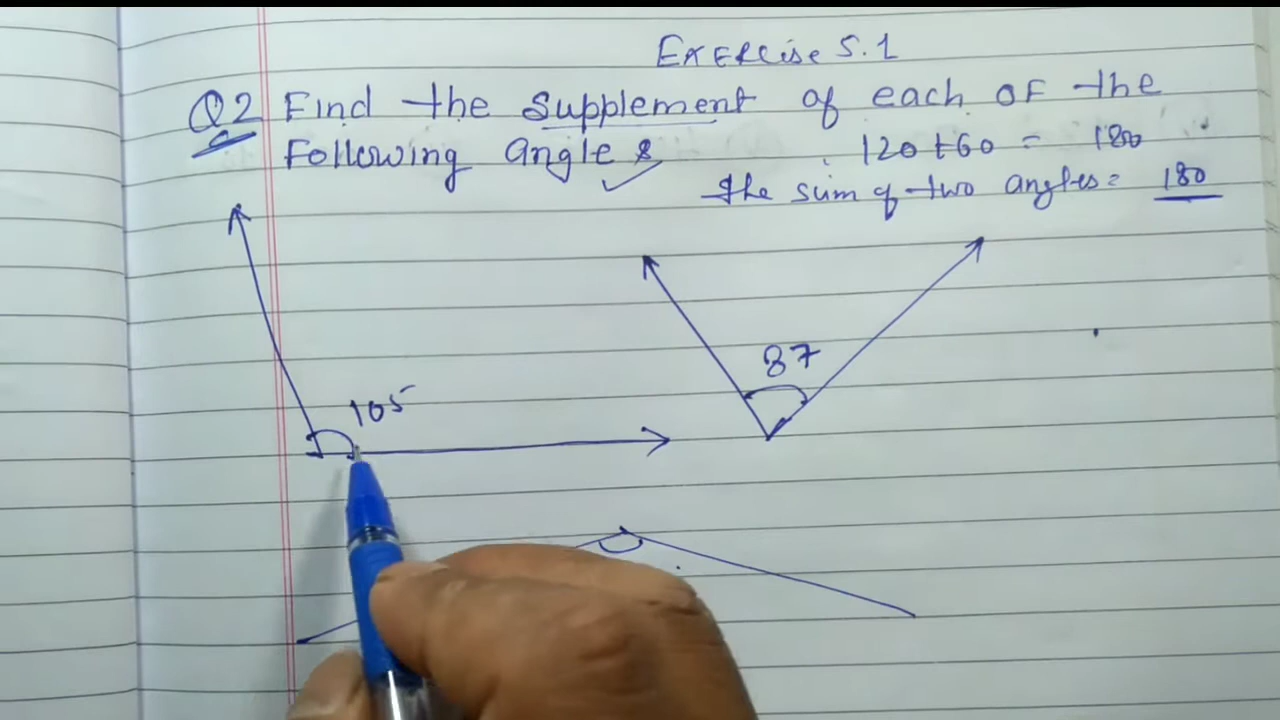 Exercise 5.1
Q2 Find the supplement of each of the
Following angles
120 + 60 = 180
The sum of two angles = 180
105
87